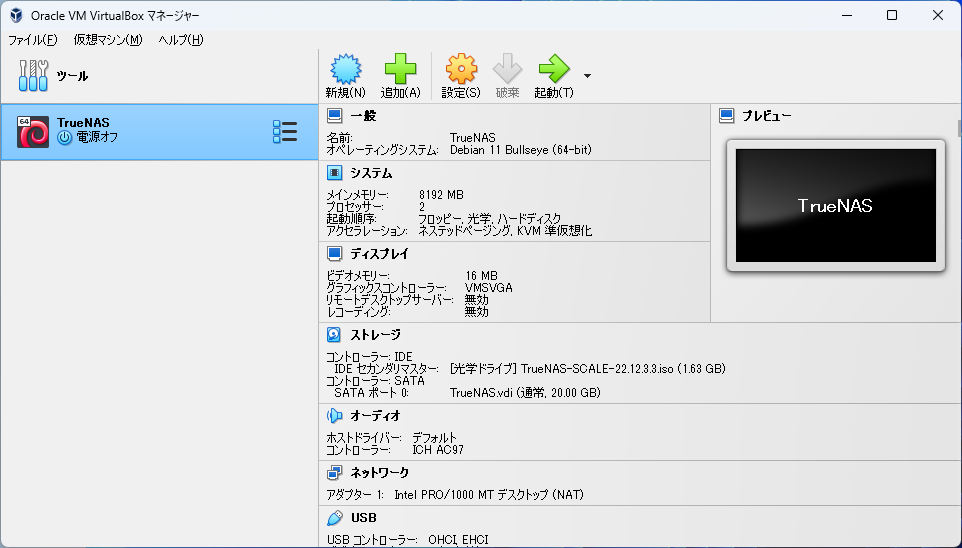 Oracle VM VirtualBox マネージャー
ファイル(F) 仮想マシン(M) ヘルプ(H)
ツール
新規(N) 追加(A) 設定(S) 破棄 起動(T)
64
TrueNAS
電源オフ
一般
名前: TrueNAS
オペレーティングシステム: Debian 11 Bullseye (64-bit)
システム
メインメモリー: 8192 MB
プロセッサー: 2
起動順序: フロッピー, 光学, ハードディスク
アクセラレーション: ネステッドページング, KVM 準仮想化
ディスプレイ
ビデオメモリー: 16 MB
グラフィックスコントローラー: VMSVGA
リモートデスクトップサーバー: 無効
レコーディング: 無効
プレビュー
TrueNAS
ストレージ
コントローラー: IDE
IDE セカンダリマスター: [光学ドライブ] TrueNAS-SCALE-22.12.3.3.iso (1.63 GB)
コントローラー: SATA
SATA ポート 0: TrueNAS.vdi (通常, 20.00 GB)
オーディオ
ホストドライバー: デフォルト
コントローラー: ICH AC97
ネットワーク
アダプター 1: Intel PRO/1000 MT デスクトップ (NAT)
USB
USB コントローラー: OHCI, EHCI